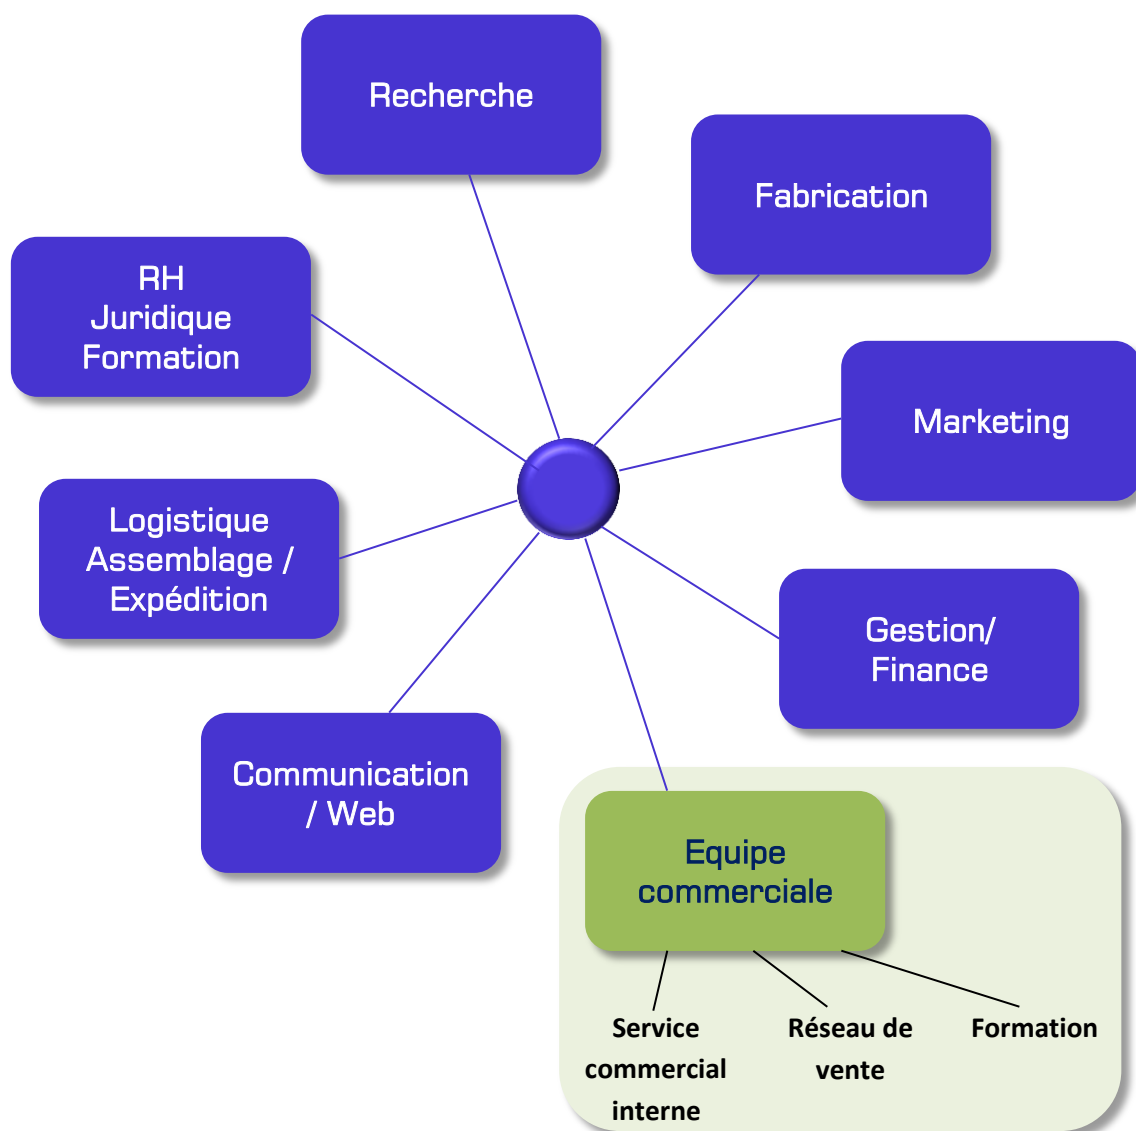 Recherche
Fabrication
RH
Juridique
Formation
Marketing
Logistique
Assemblage /
Expédition
Gestion/
Finance
Communication
/ Web
Equipe
commerciale
Service
commercial
interne
Réseau de
vente
Formation